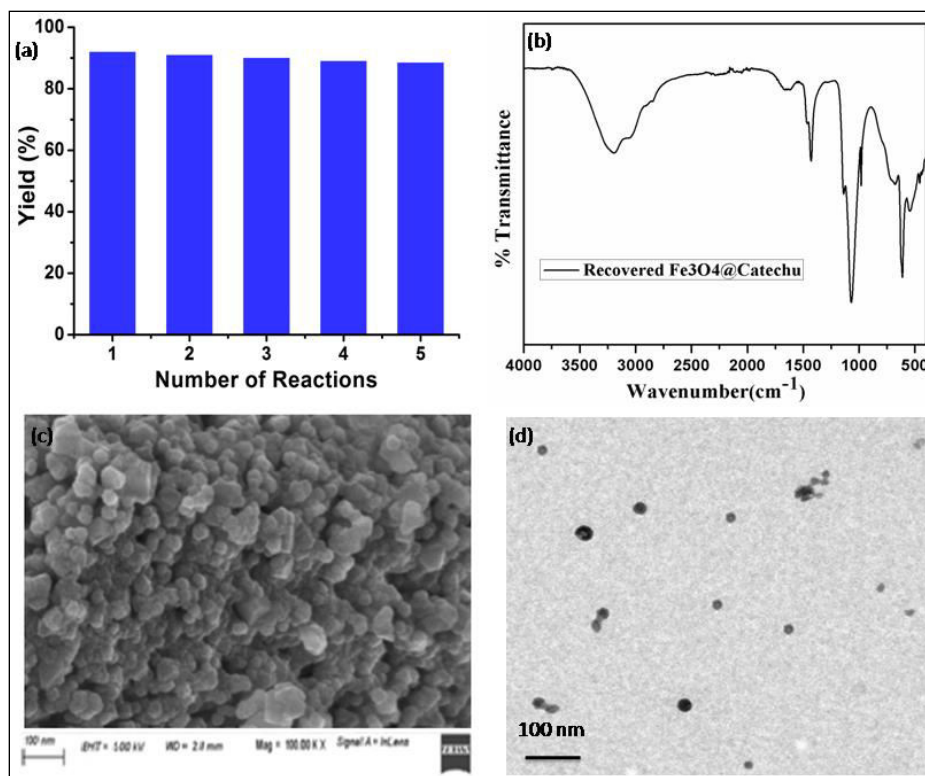 (a)
100
80
60
40
20
0
Yield (%)
1 2 3 4 5
Number of Reactions
(b)
% Transmittance
Recovered Fe3O4@Catechu
4000 3500 3000 2500 2000 1500 1000 500
Wavenumber(cm⁻¹)
(c)
100 nm EHT = 5.00 kV WD = 2.8 mm Mag = 100.00 K X Signal A = InLens
ZEISS
(d)
100 nm